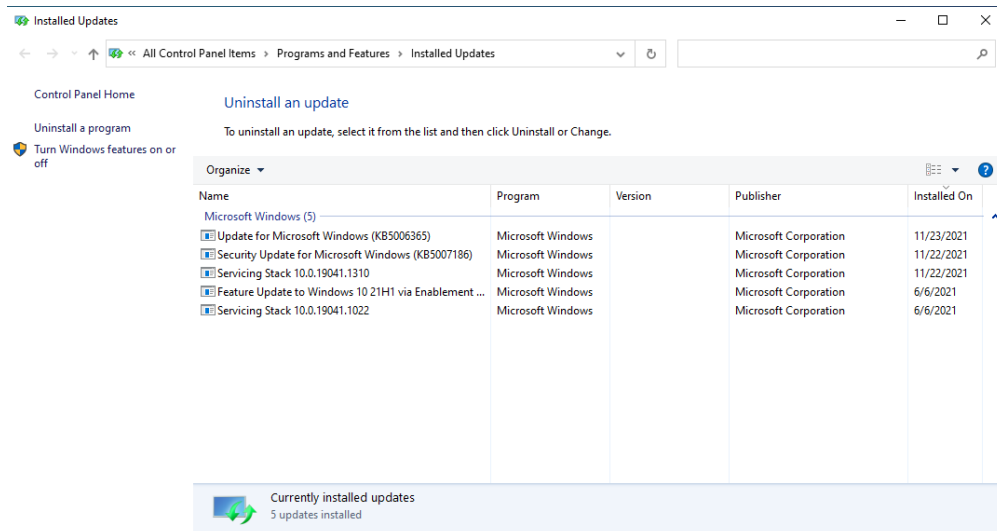 Installed Updates
« All Control Panel Items > Programs and Features > Installed Updates
Control Panel Home
Uninstall a program
Turn Windows features on or
off
Uninstall an update
To uninstall an update, select it from the list and then click Uninstall or Change.
Organize
Name Program Version Publisher Installed On
Microsoft Windows (5)
Update for Microsoft Windows (KB5006365) Microsoft Windows Microsoft Corporation 11/23/2021
Security Update for Microsoft Windows (KB5007186) Microsoft Windows Microsoft Corporation 11/22/2021
Servicing Stack 10.0.19041.1310 Microsoft Windows Microsoft Corporation 11/22/2021
Feature Update to Windows 10 21H1 via Enablement ... Microsoft Windows Microsoft Corporation 6/6/2021
Servicing Stack 10.0.19041.1022 Microsoft Windows Microsoft Corporation 6/6/2021
Currently installed updates
5 updates installed